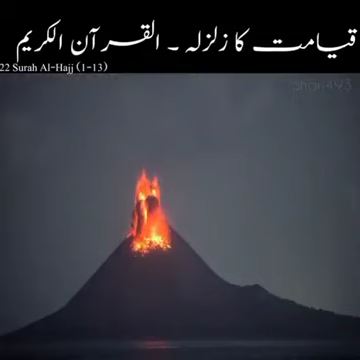 قیامت کا زلزلہ ۔ القرآن الکریم
22 Surah Al-Hajj (1-13)